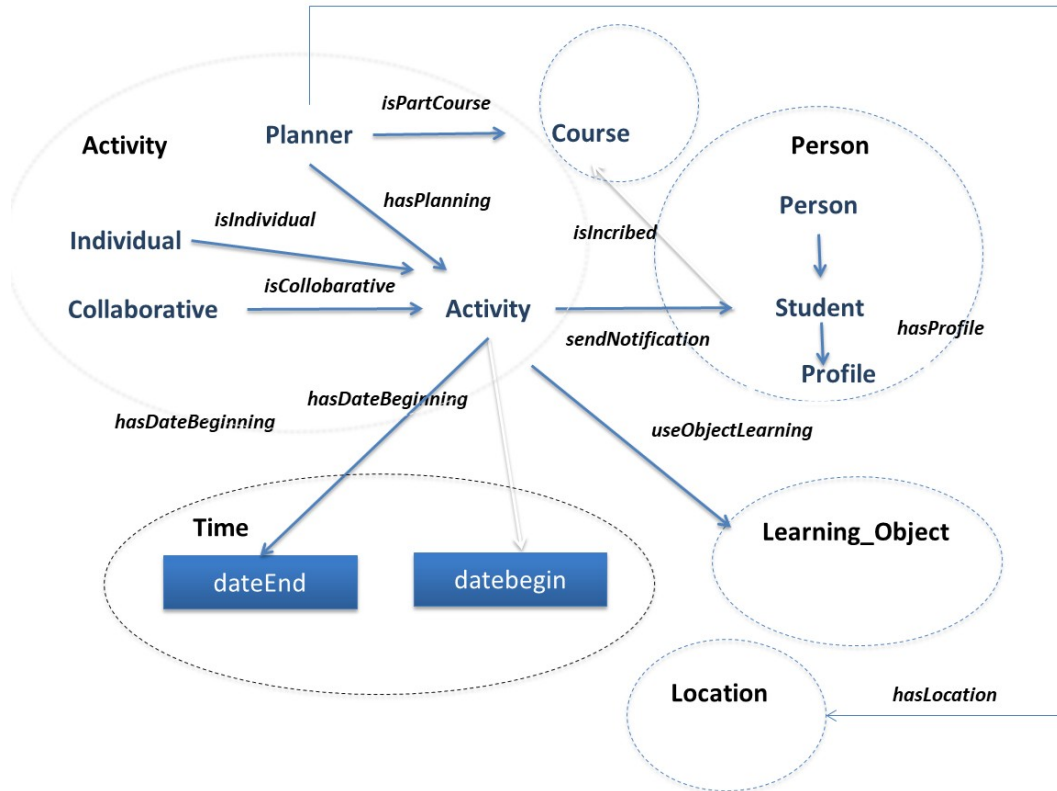 isPartCourse
Planner
Course
Activity
Person
hasPlanning
Person
isIndividual
isIncribed
Individual
isCollobarative
Collaborative
Activity
Student
sendNotification
hasProfile
Profile
hasDateBeginning
hasDateBeginning
useObjectLearning
Time
Learning_Object
dateEnd
datebegin
Location
hasLocation